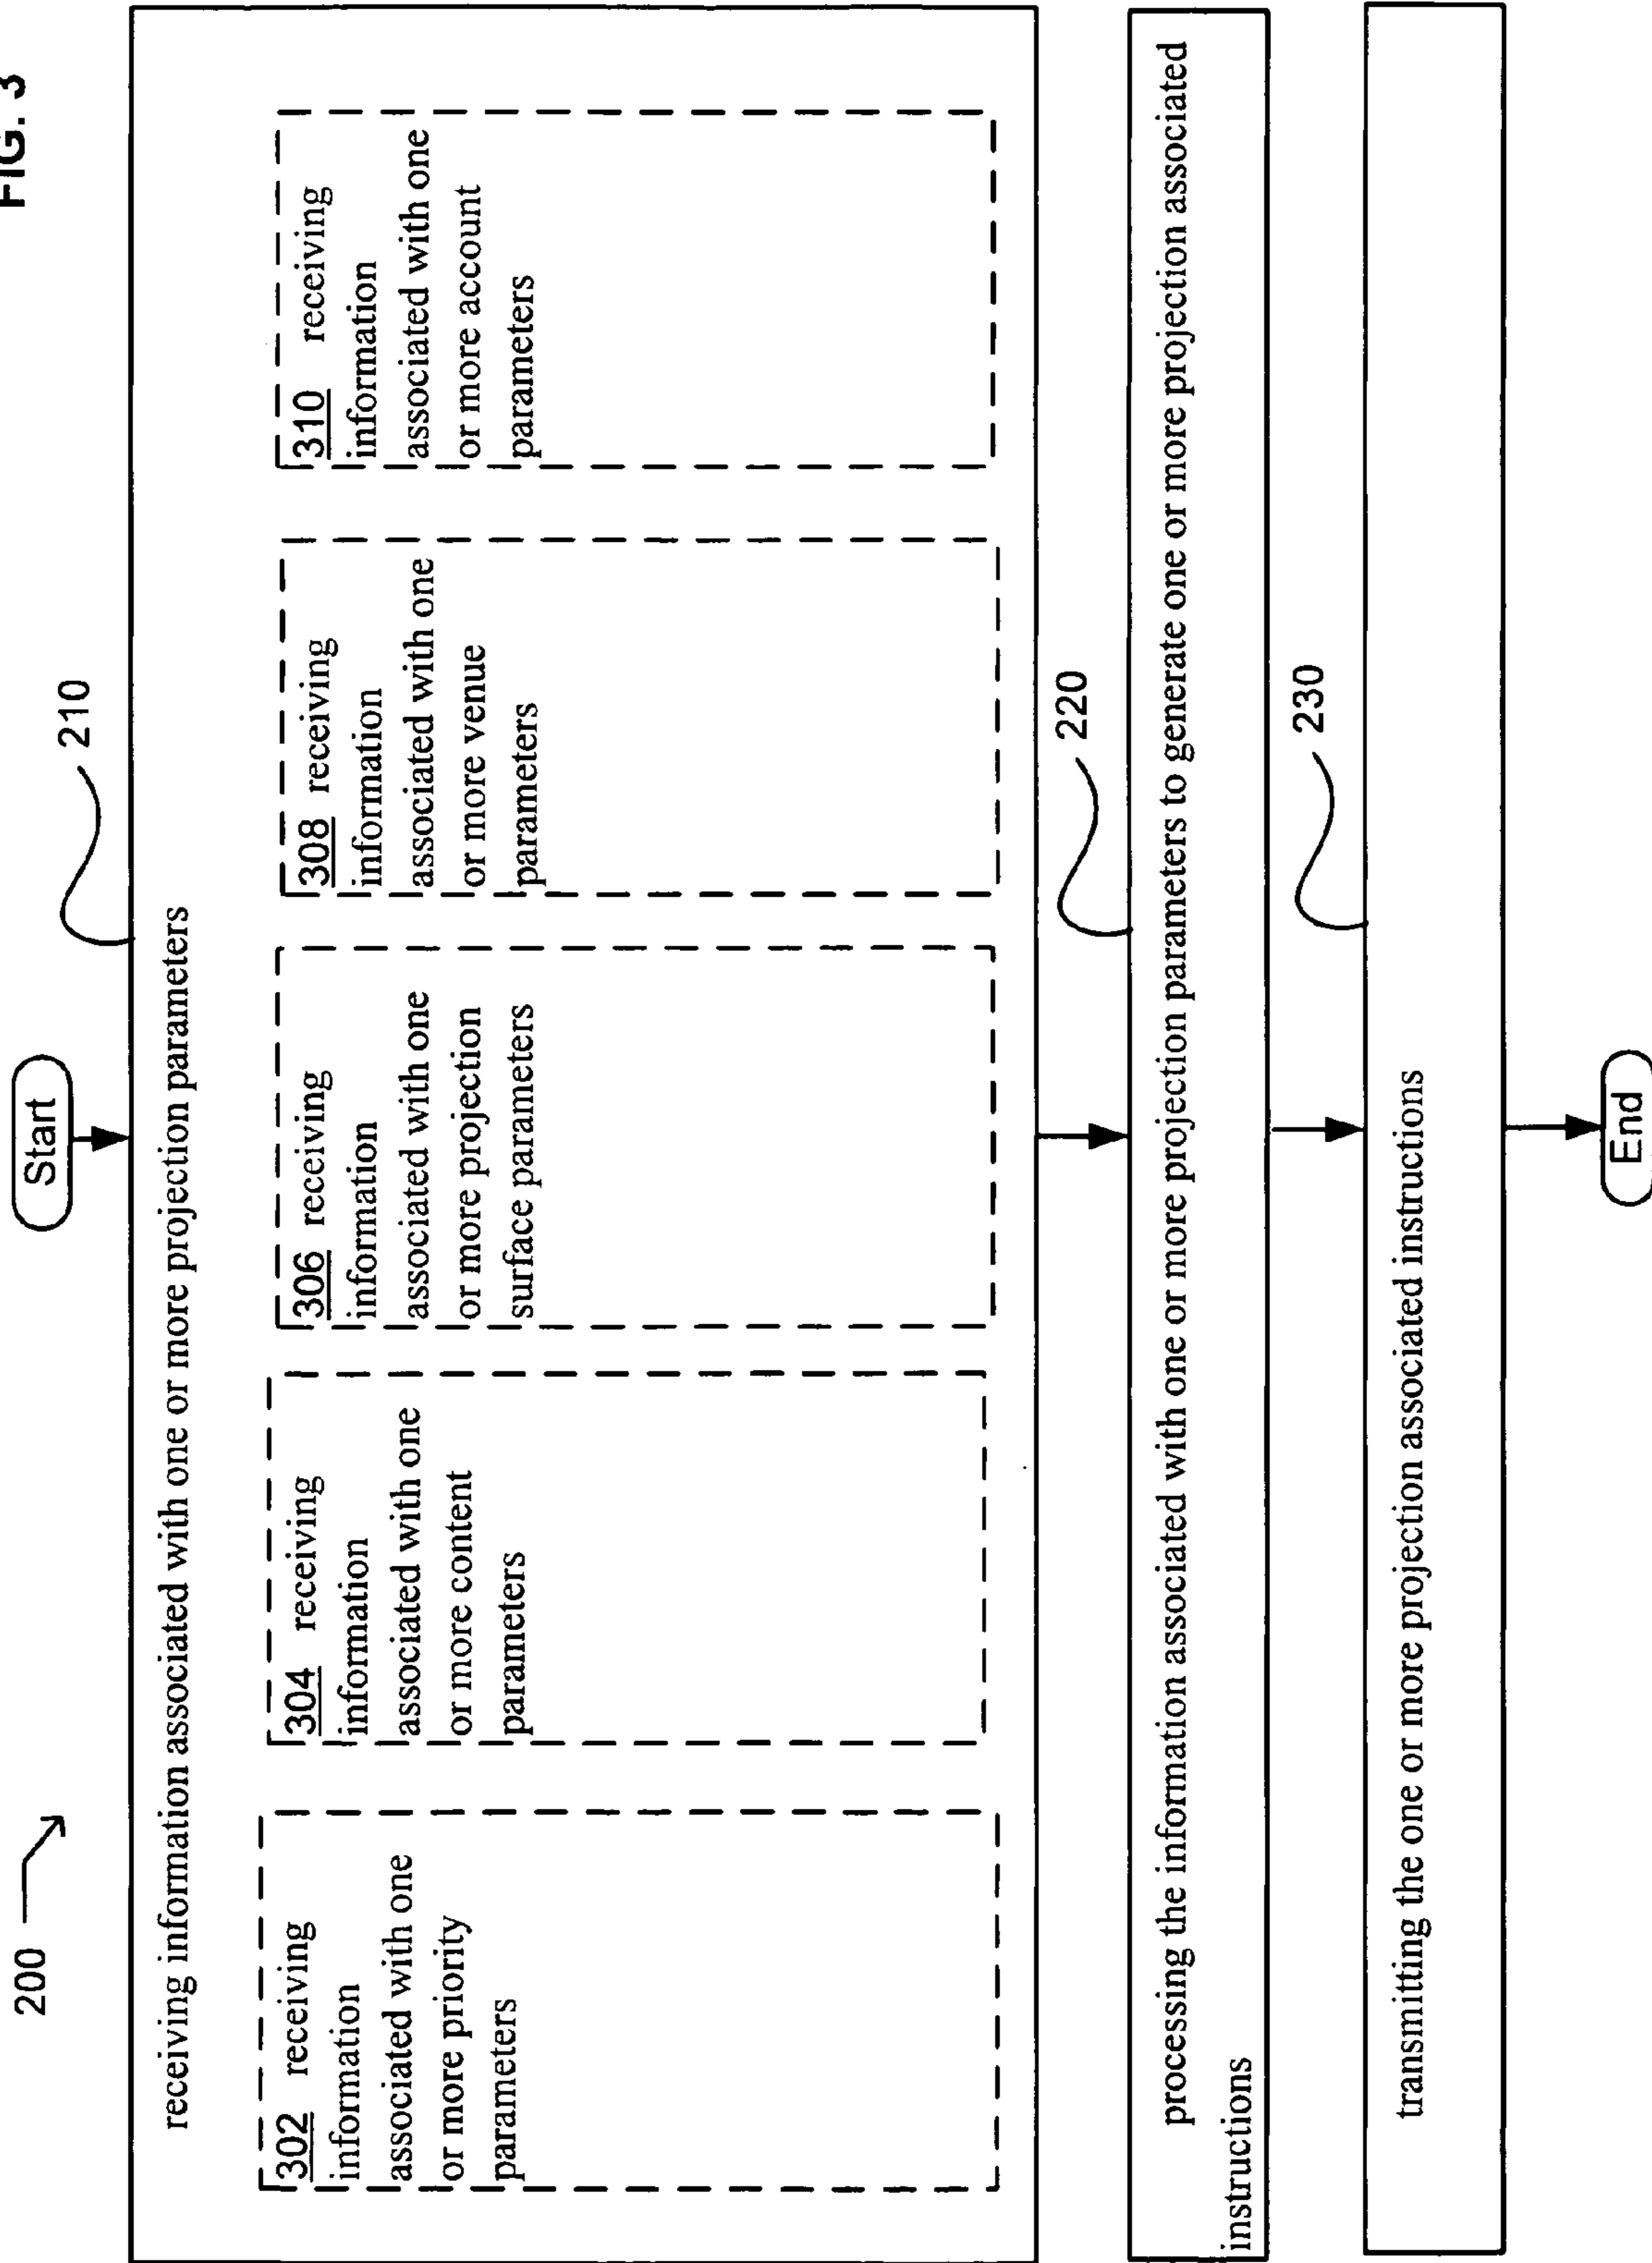 FIG. 3
200
Start
210
receiving information associated with one or more projection parameters
302 receiving
information
associated with one
or more priority
parameters
304 receiving
information
associated with one
or more content
parameters
306 receiving
information
associated with one
or more projection
surface parameters
308 receiving
information
associated with one
or more venue
parameters
310 receiving
information
associated with one
or more account
parameters
220
processing the information associated with one or more projection parameters to generate one or more projection associated
instructions
230
transmitting the one or more projection associated instructions
End